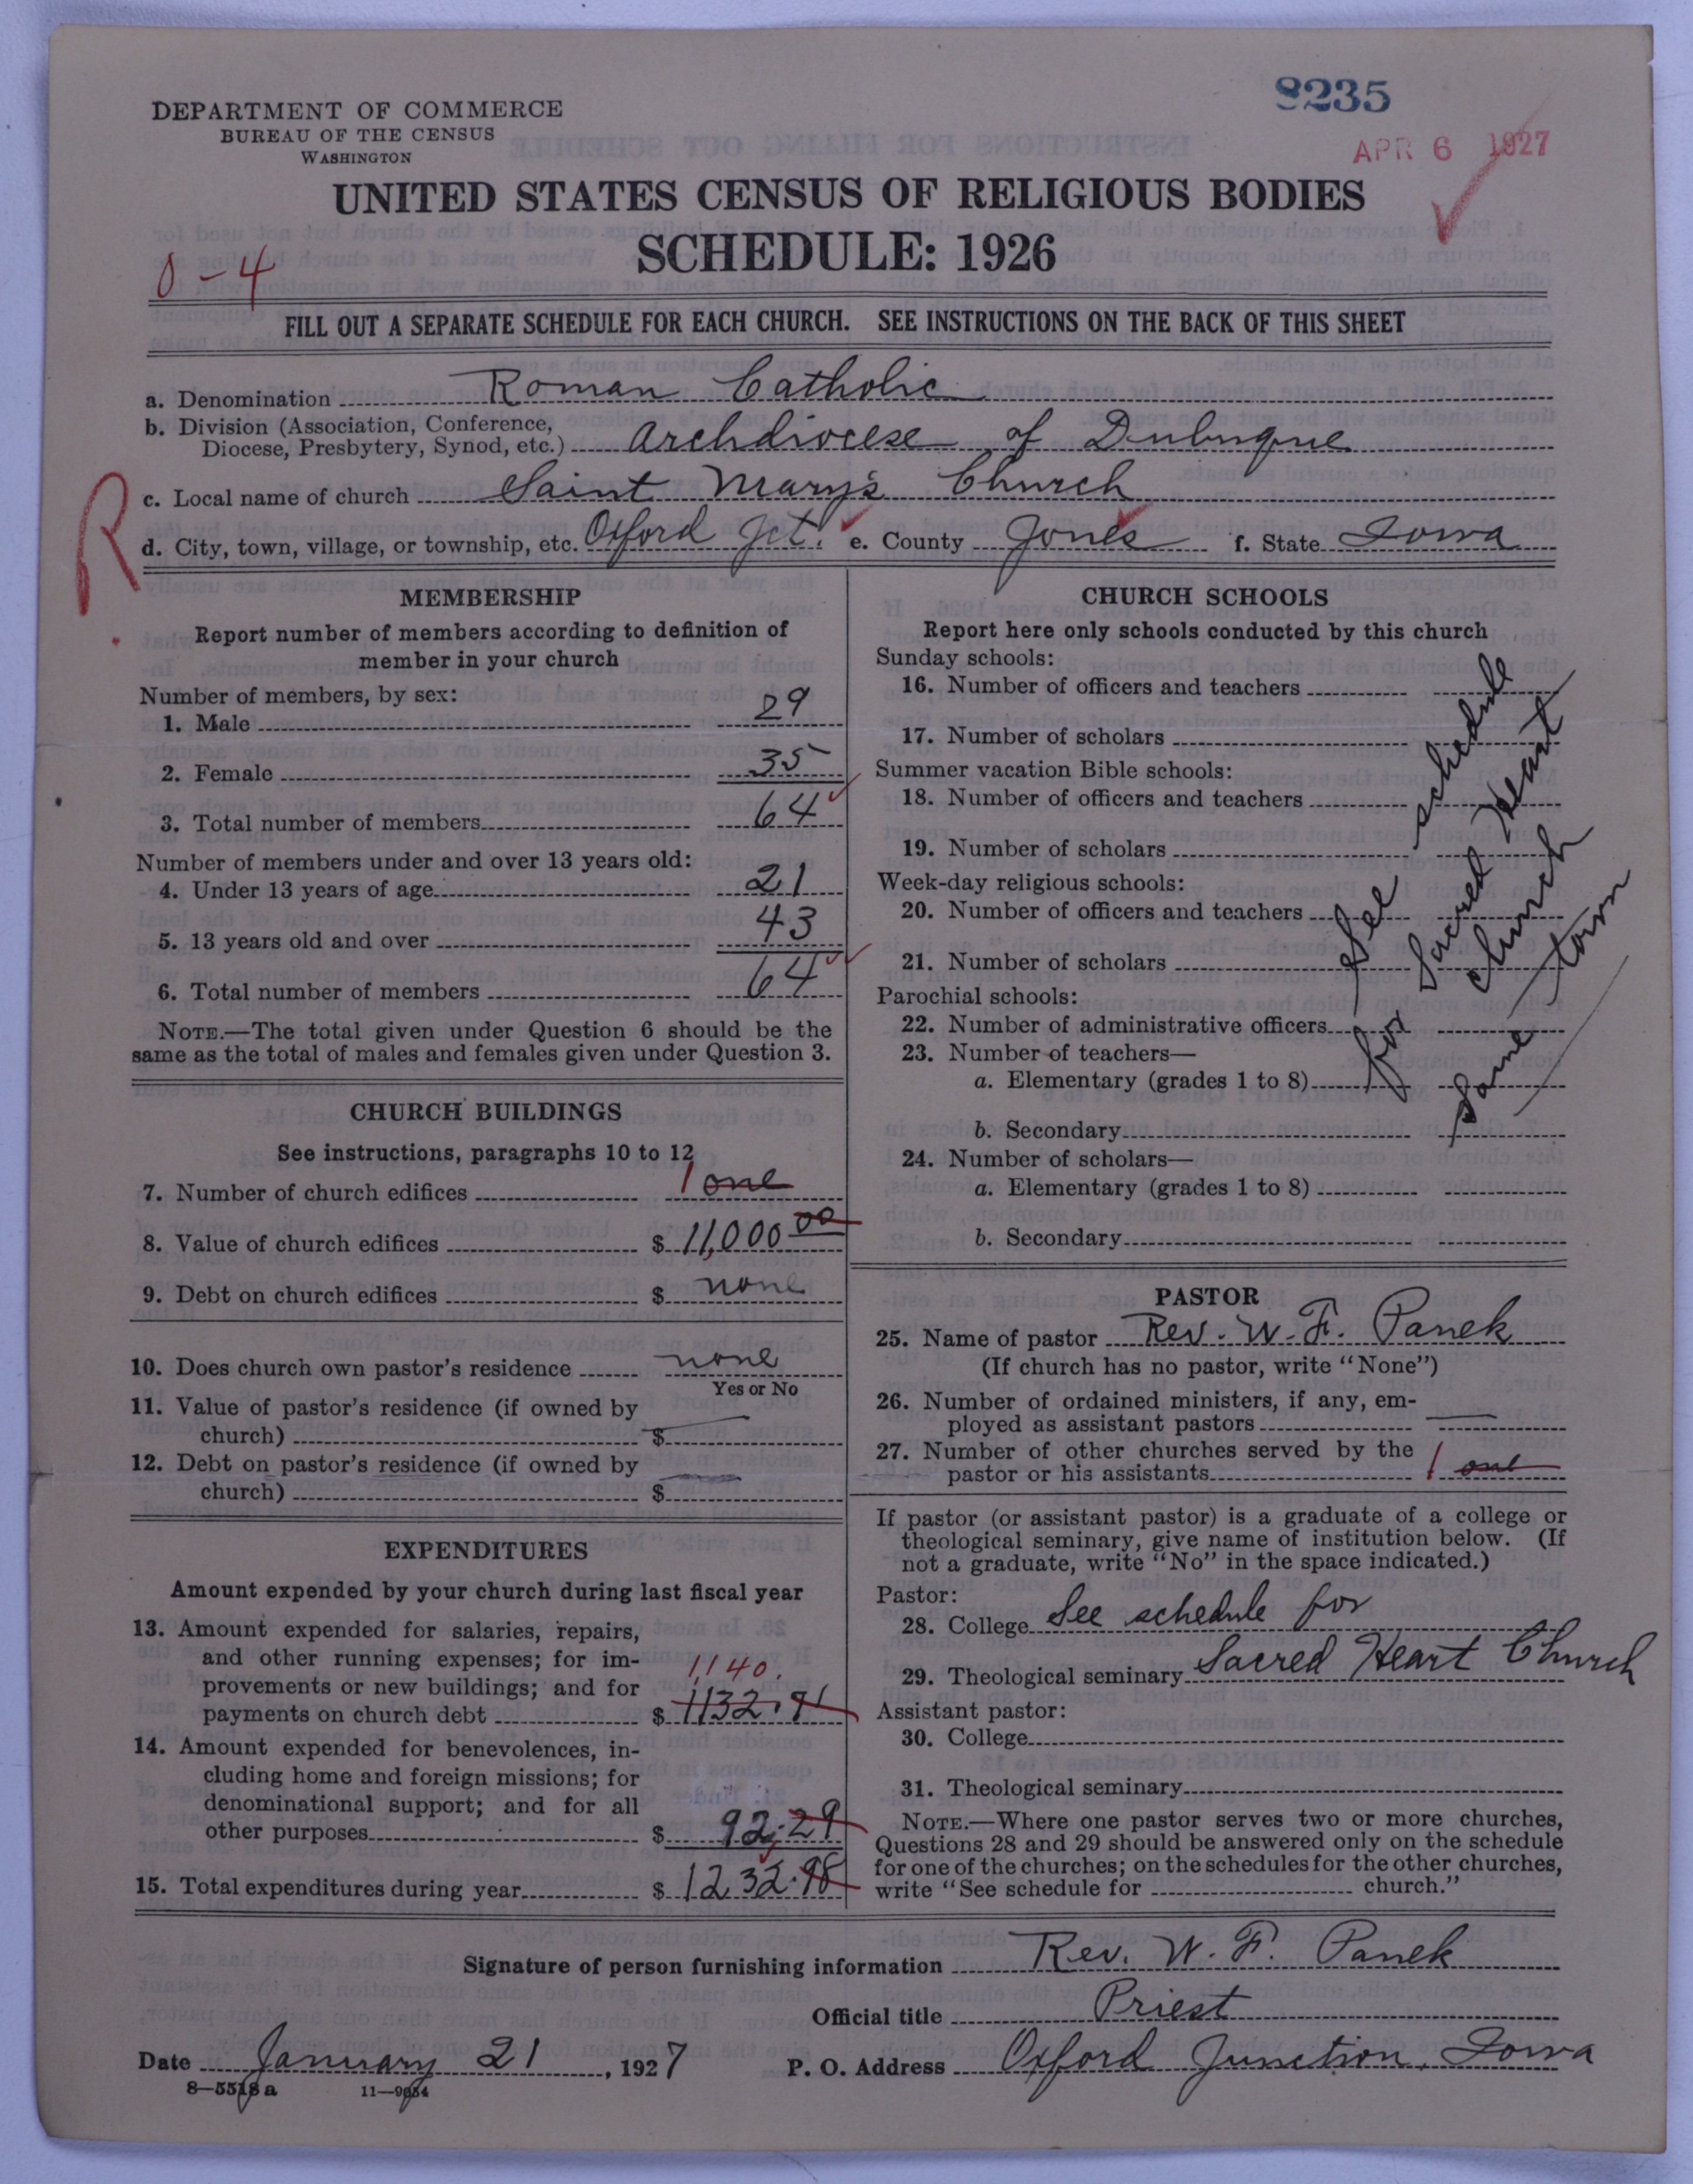 8235
DEPARTMENT OF COMMERCE
BUREAU OF THE CENSUS
WASHINGTON
APR 6 1927
UNITED STATES CENSUS OF RELIGIOUS BODIES
SCHEDULE: 1926
0-4
FILL OUT A SEPARATE SCHEDULE FOR EACH CHURCH. SEE INSTRUCTIONS ON THE BACK OF THIS SHEET
a. Denomination Roman Catholic
b. Division (Association, Conference,
Diocese, Presbytery, Synod, etc.) Archdiocese of Dubuque
R
c. Local name of church Saint Mary's Church
d. City, town, village, or township, etc. Oxford Jct. e. County Jones f. State Iowa
MEMBERSHIP
Report number of members according to definition of
member in your church
Number of members, by sex:
1. Male 29
2. Female 35
3. Total number of members 64
Number of members under and over 13 years old:
4. Under 13 years of age 21
5. 13 years old and over 43
6. Total number of members 64
NOTE.—The total given under Question 6 should be the
same as the total of males and females given under Question 3.
CHURCH BUILDINGS
See instructions, paragraphs 10 to 12
7. Number of church edifices 1 one
8. Value of church edifices $ 11,000 00
9. Debt on church edifices $ none
10. Does church own pastor's residence none
Yes or No
11. Value of pastor's residence (if owned by
church) $
12. Debt on pastor's residence (if owned by
church) $
EXPENDITURES
Amount expended by your church during last fiscal year
13. Amount expended for salaries, repairs,
and other running expenses; for im-
provements or new buildings; and for 1140.
payments on church debt $ 1132.
14. Amount expended for benevolences, in-
cluding home and foreign missions; for
denominational support; and for all
other purposes $ 92.29
15. Total expenditures during year $ 1232.98
CHURCH SCHOOLS
Report here only schools conducted by this church
Sunday schools:
16. Number of officers and teachers
17. Number of scholars
Summer vacation Bible schools:
18. Number of officers and teachers
19. Number of scholars
Week-day religious schools:
20. Number of officers and teachers
21. Number of scholars
Parochial schools:
22. Number of administrative officers
23. Number of teachers—
a. Elementary (grades 1 to 8)
b. Secondary
24. Number of scholars—
a. Elementary (grades 1 to 8)
b. Secondary
See schedule
for Sacred Heart
Church
Same town
PASTOR
25. Name of pastor Rev. W. F. Panek
(If church has no pastor, write "None")
26. Number of ordained ministers, if any, em-
ployed as assistant pastors
27. Number of other churches served by the
pastor or his assistants 1 one
If pastor (or assistant pastor) is a graduate of a college or
theological seminary, give name of institution below. (If
not a graduate, write "No" in the space indicated.)
Pastor:
28. College See schedule for
29. Theological seminary Sacred Heart Church
Assistant pastor:
30. College
31. Theological seminary
NOTE.—Where one pastor serves two or more churches,
Questions 28 and 29 should be answered only on the schedule
for one of the churches; on the schedules for the other churches,
write "See schedule for church."
Signature of person furnishing information Rev. W. F. Panek
Official title Priest
Date January 21, 1927 P. O. Address Oxford Junction, Iowa
8—5518 a 11—9054